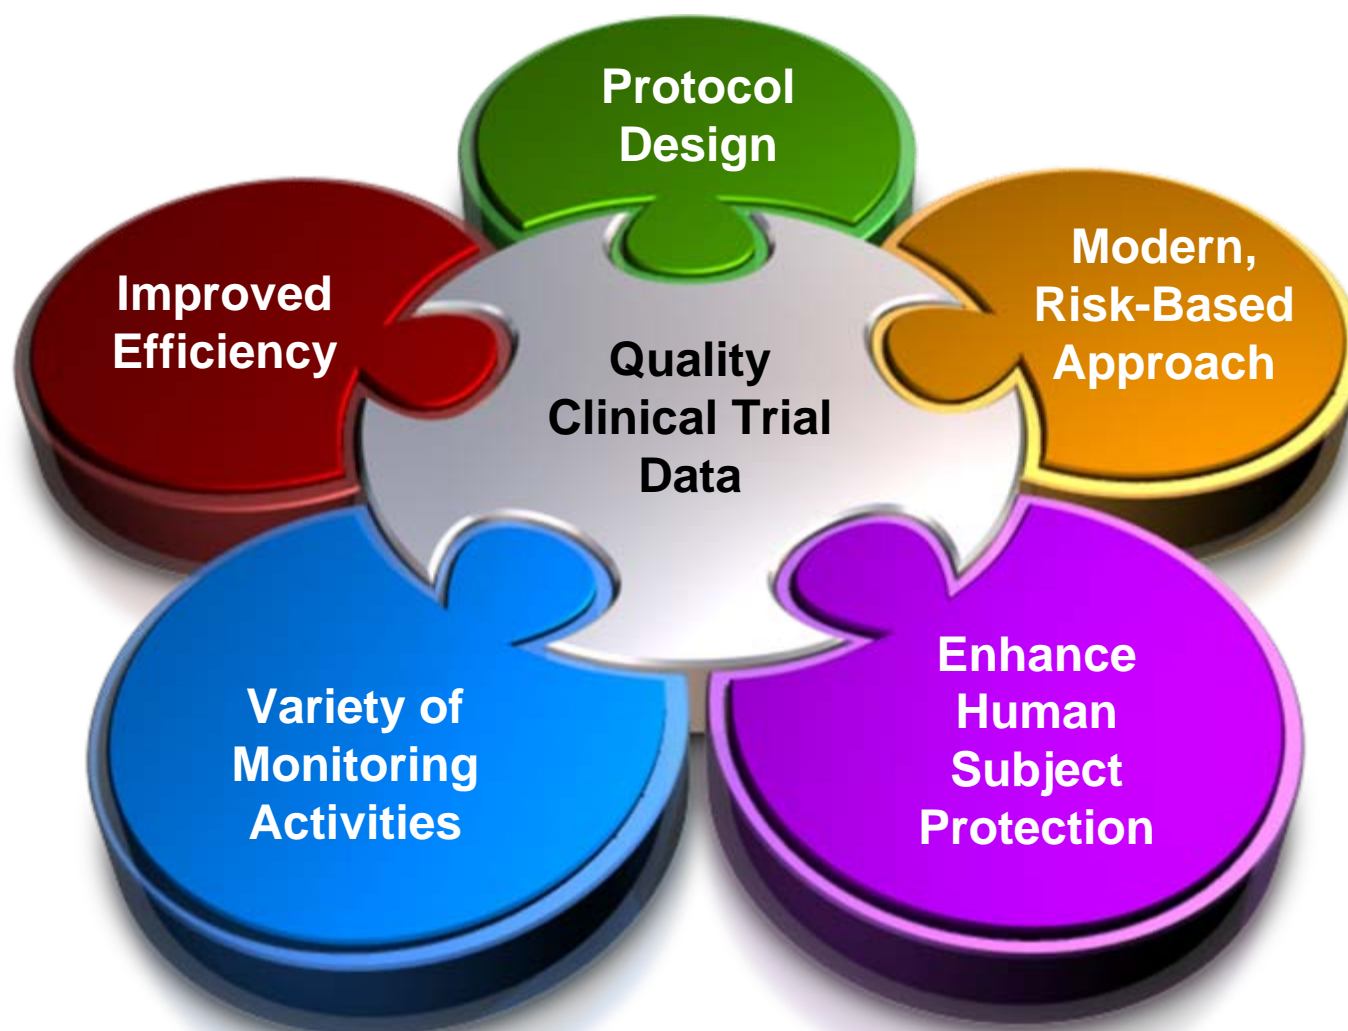 Protocol
Design
Modern,
Risk-Based
Approach
Improved
Efficiency
Quality
Clinical Trial
Data
Variety of
Monitoring
Activities
Enhance
Human
Subject
Protection